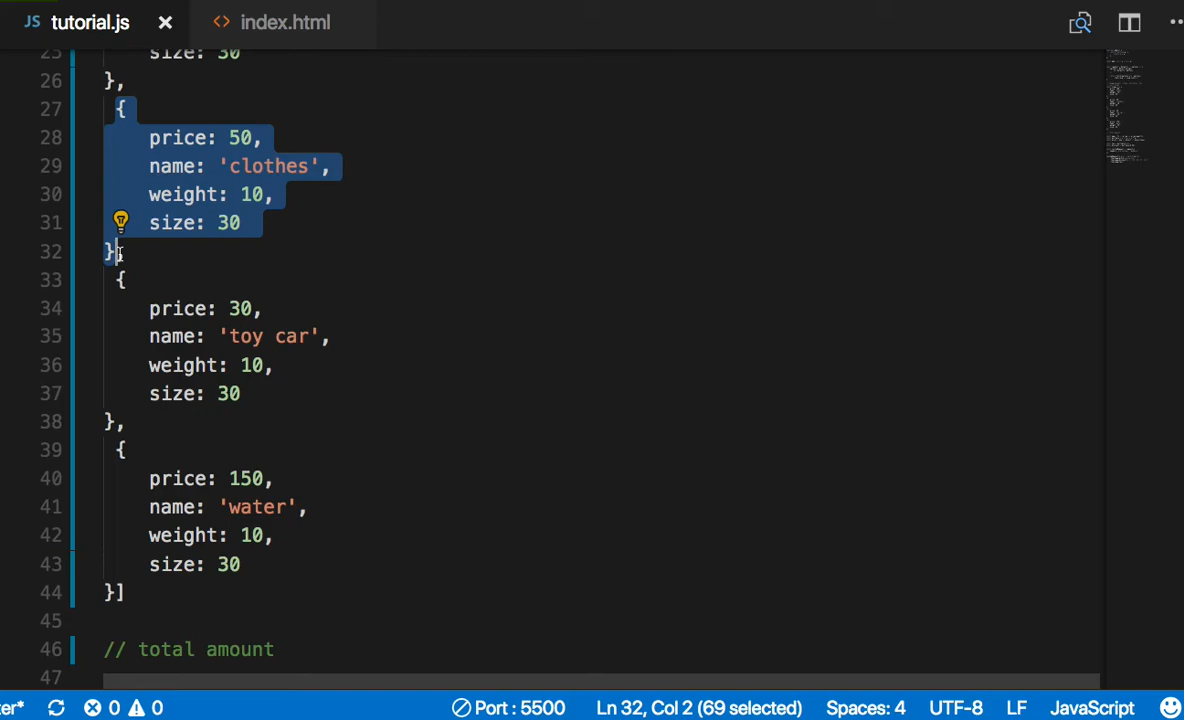 JS tutorial.js × <> index.html
25 size: 30
26 },
27 {
28 price: 50,
29 name: 'clothes',
30 weight: 10,
31 size: 30
32 },
33 {
34 price: 30,
35 name: 'toy car',
36 weight: 10,
37 size: 30
38 },
39 {
40 price: 150,
41 name: 'water',
42 weight: 10,
43 size: 30
44 }]
45
46 // total amount
47
ter* 0 0 Port : 5500 Ln 32, Col 2 (69 selected) Spaces: 4 UTF-8 LF JavaScript